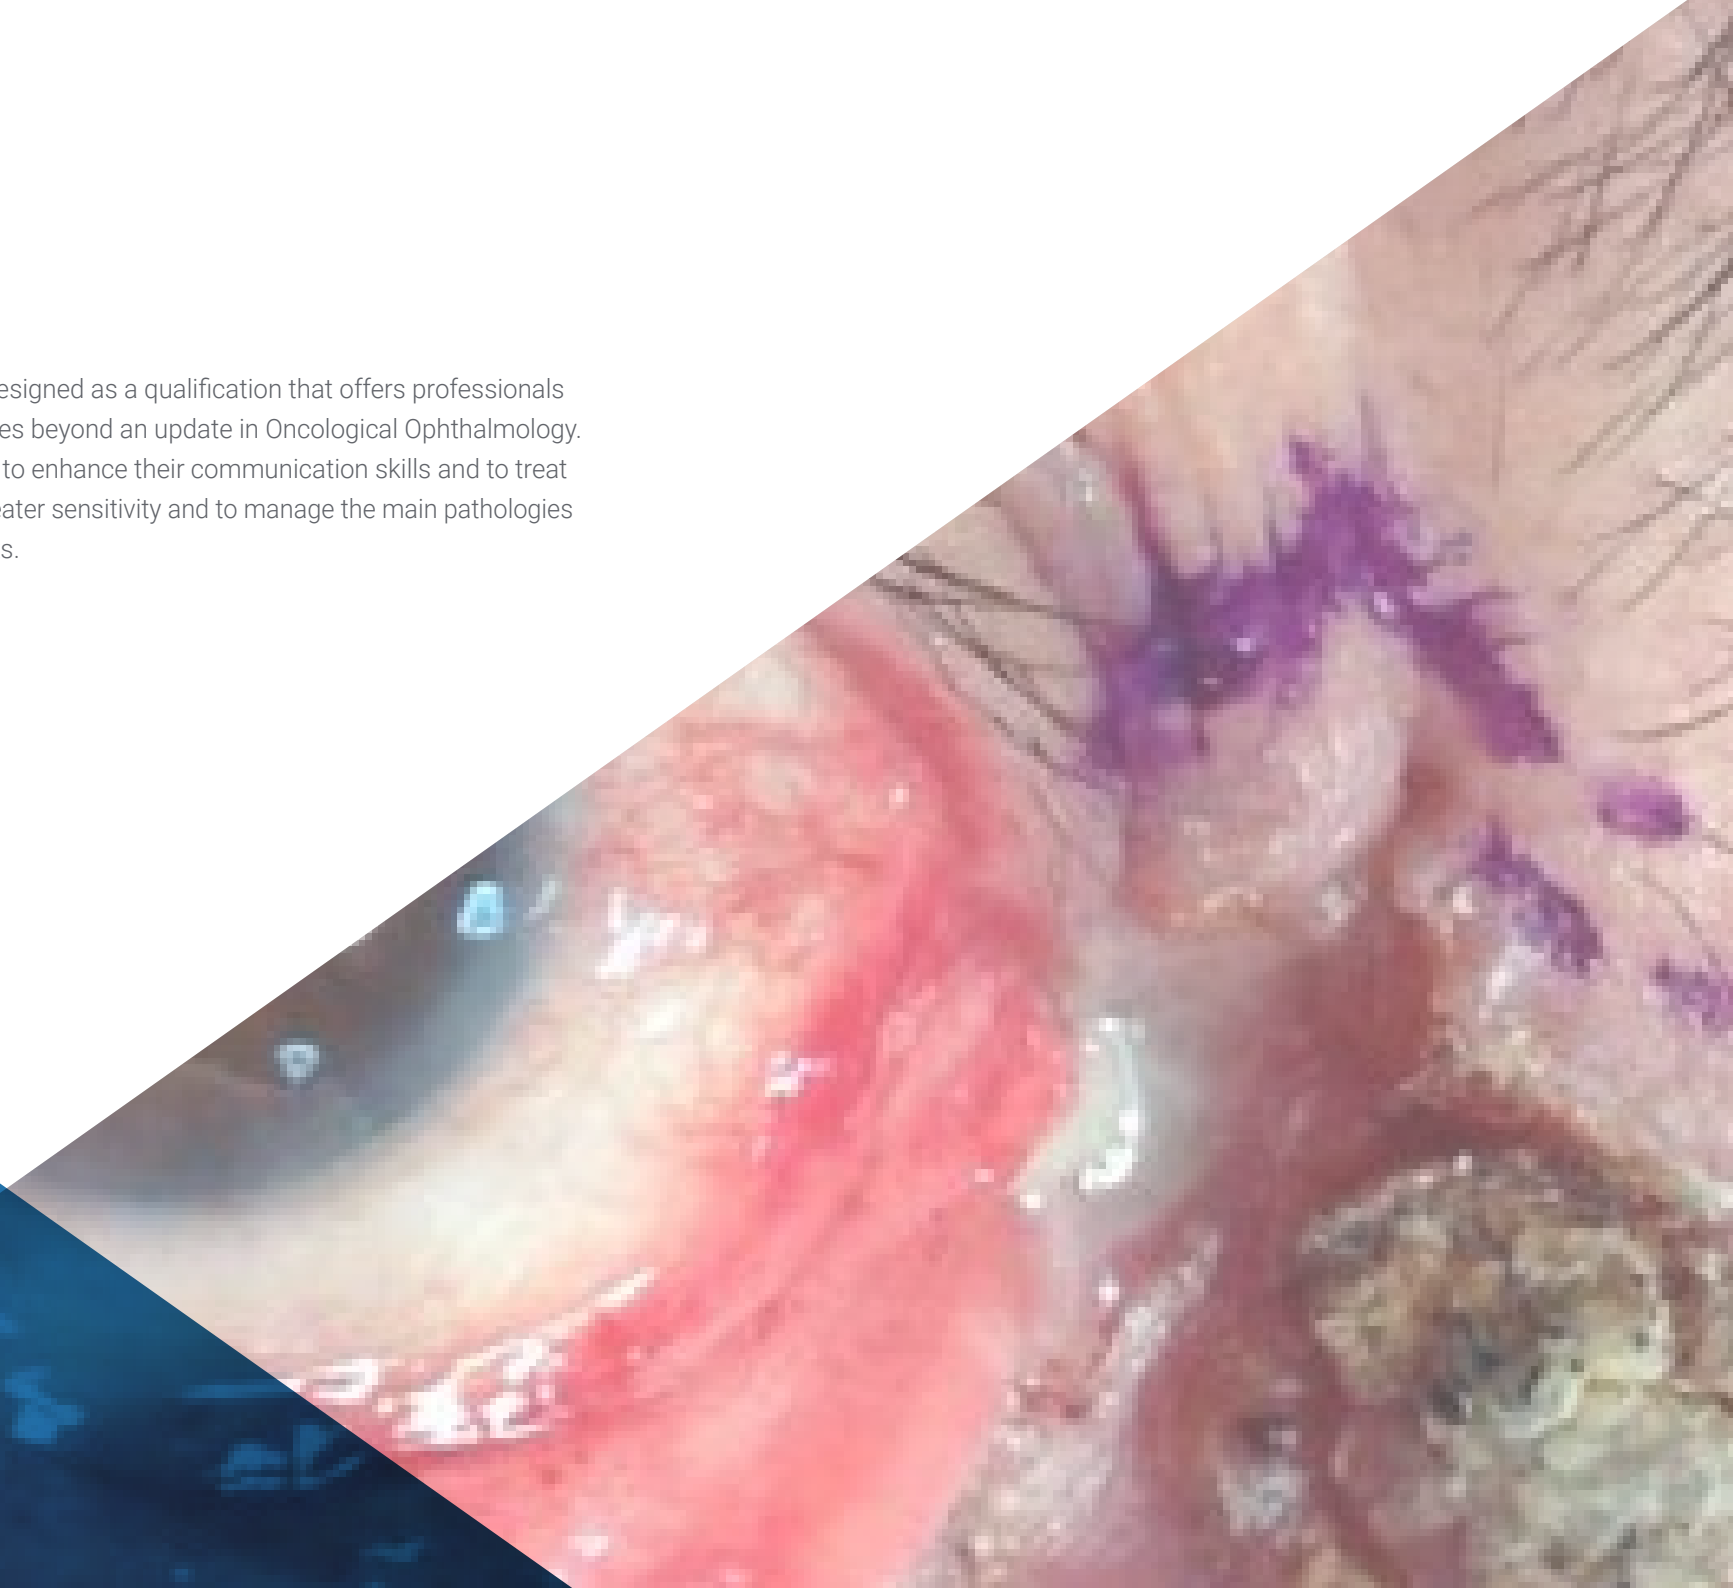 esigned as a qualification that offers professionals
es beyond an update in Oncological Ophthalmology.
to enhance their communication skills and to treat
eater sensitivity and to manage the main pathologies
s.